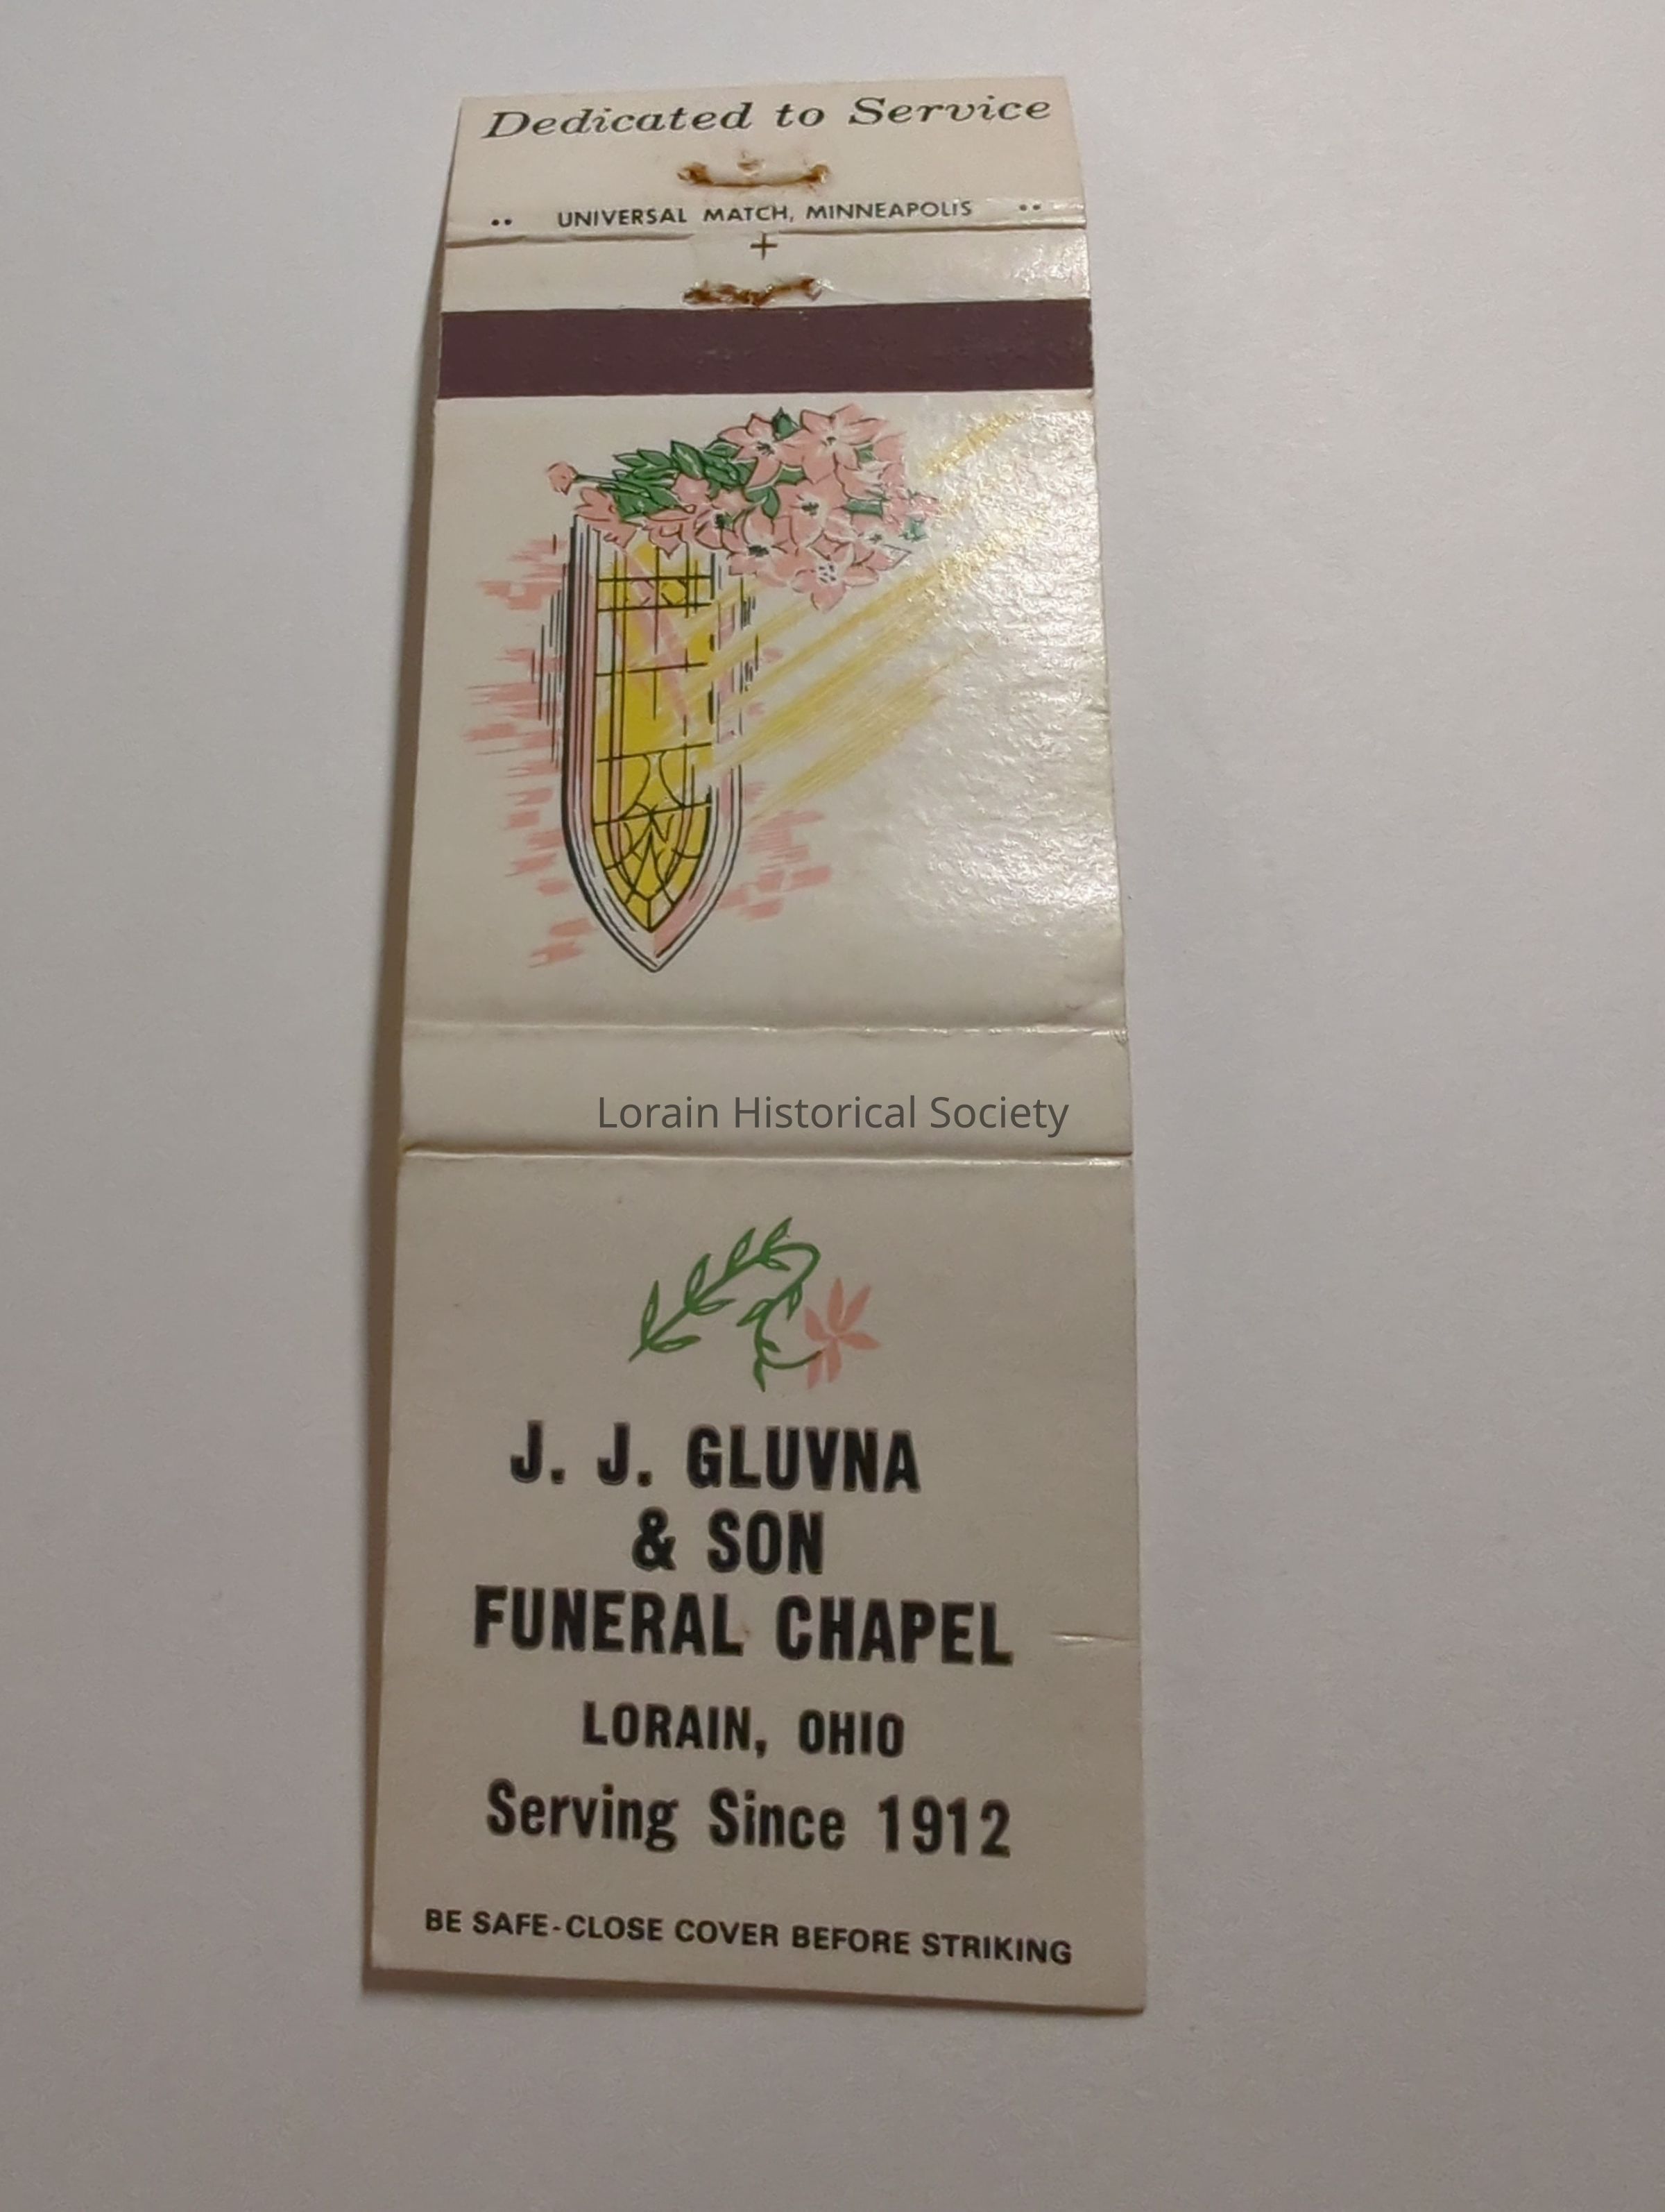 Dedicated to Service
UNIVERSAL MATCH, MINNEAPOLIS
Lorain Historical Society
J. J. GLUVNA
& SON
FUNERAL CHAPEL
LORAIN, OHIO
Serving Since 1912
BE SAFE-CLOSE COVER BEFORE STRIKING